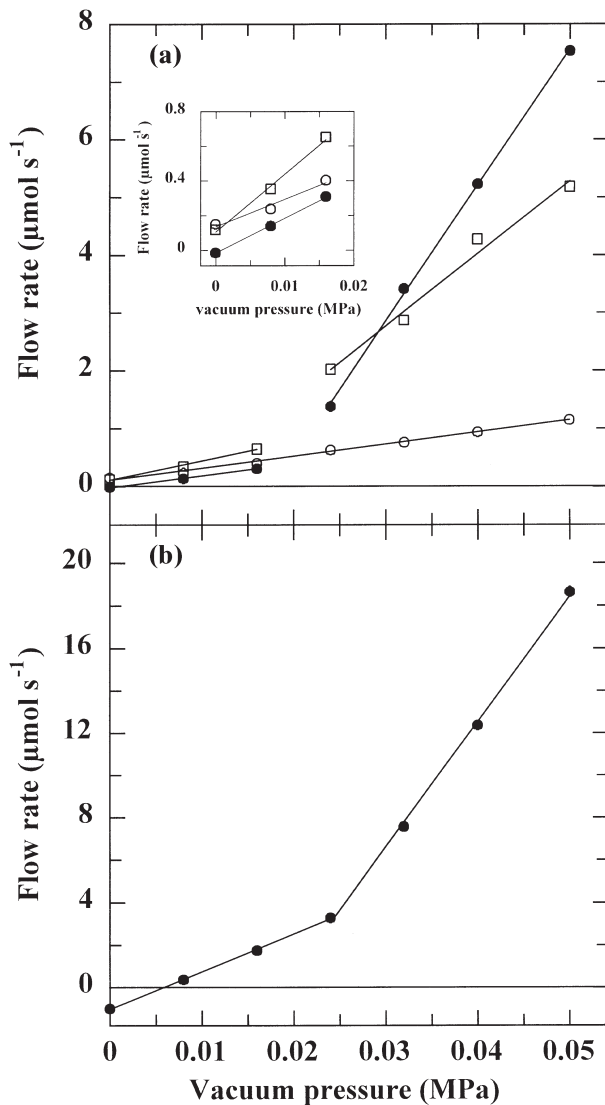 8
(a)
6
4
2
0
Flow rate (µmol s⁻¹)
0.8
0.4
0
Flow rate (µmol s⁻¹)
0 0.01 0.02
vacuum pressure (MPa)
(b)
20
16
12
8
4
0
Flow rate (µmol s⁻¹)
0 0.01 0.02 0.03 0.04 0.05
Vacuum pressure (MPa)